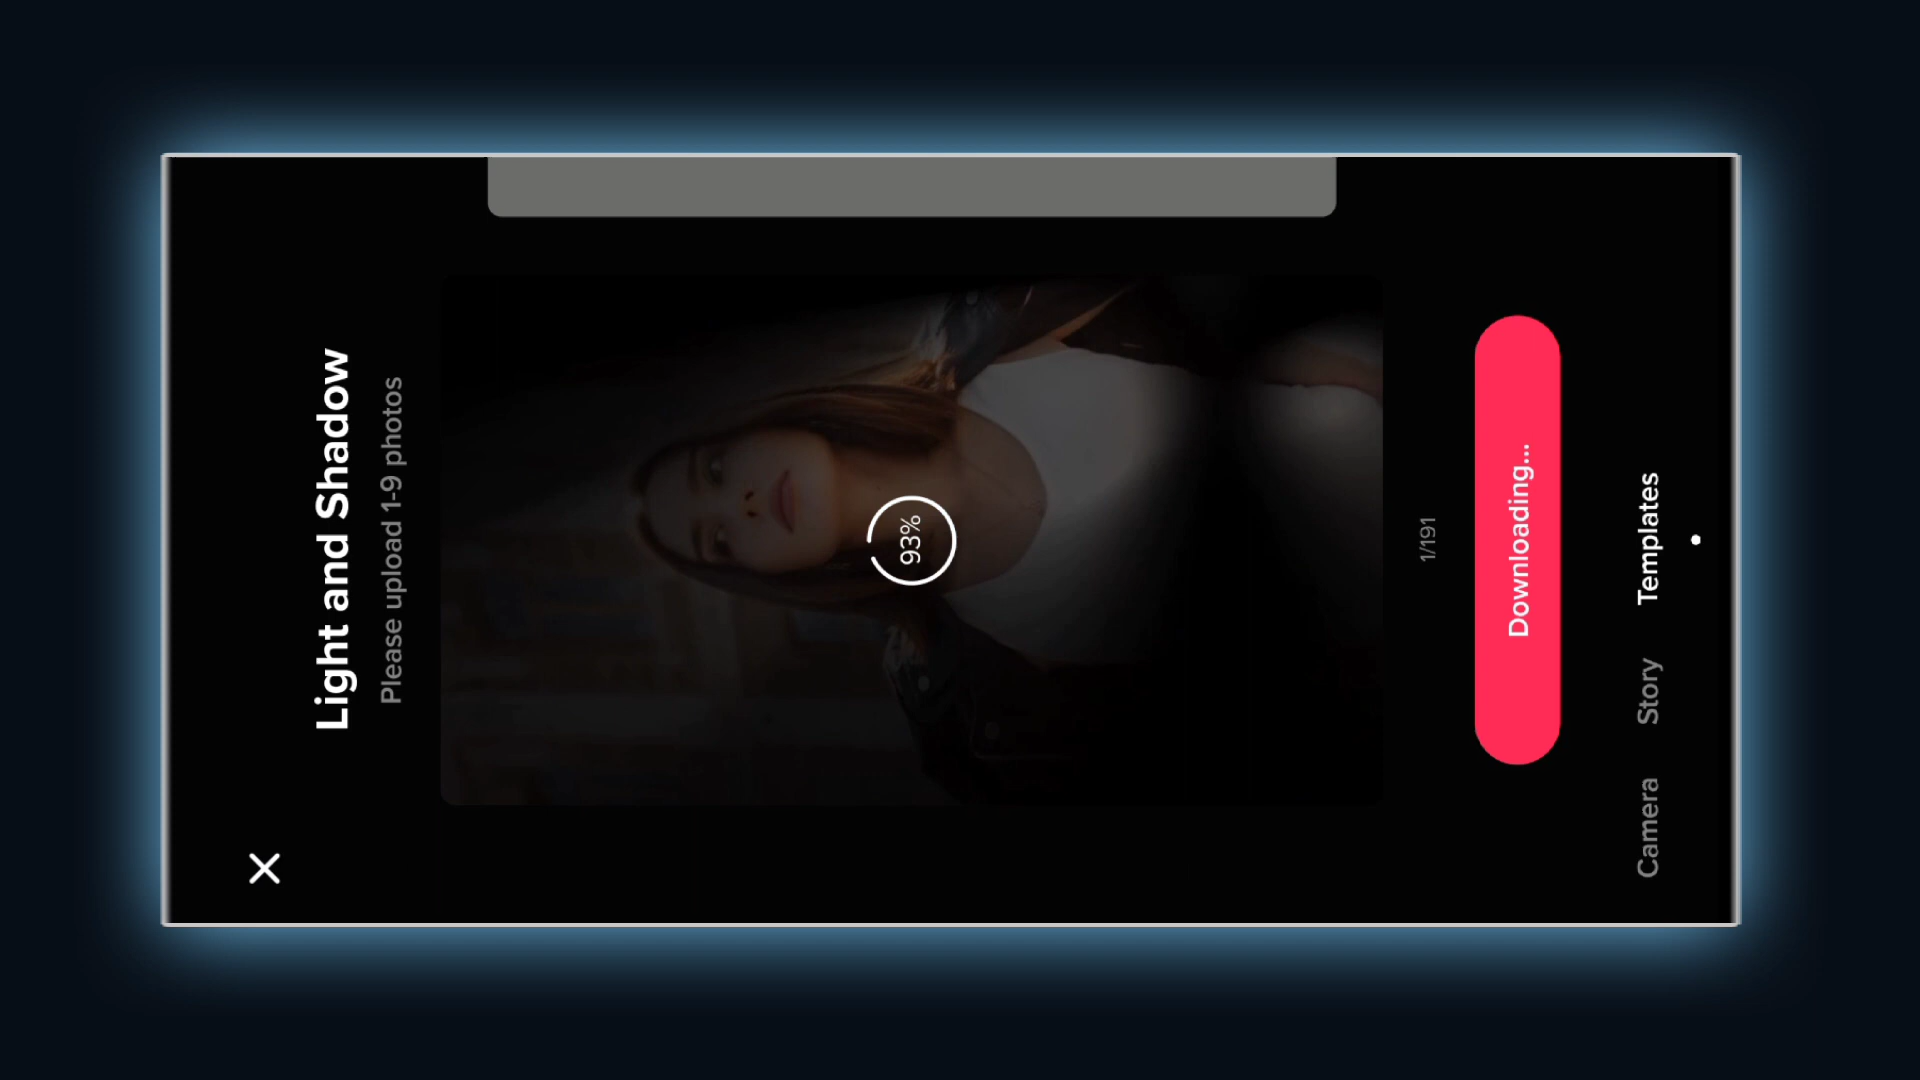 Light and Shadow
Please upload 1-9 photos
93%
1/191
Downloading...
Camera Story Templates